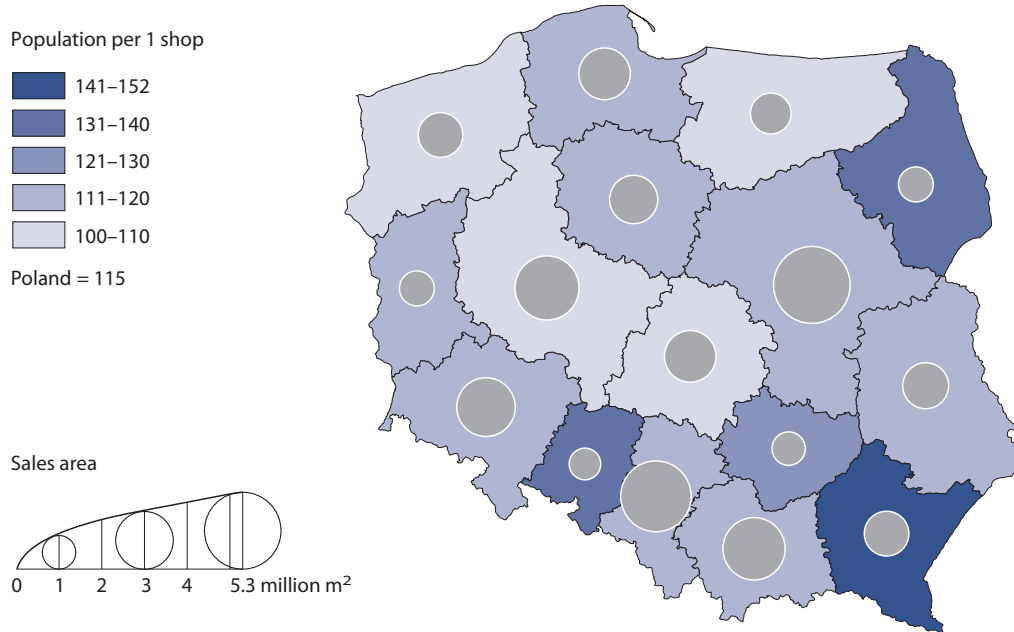 Population per 1 shop
141–152
131–140
121–130
111–120
100–110
Poland = 115
Sales area
0 1 2 3 4 5.3 million m²